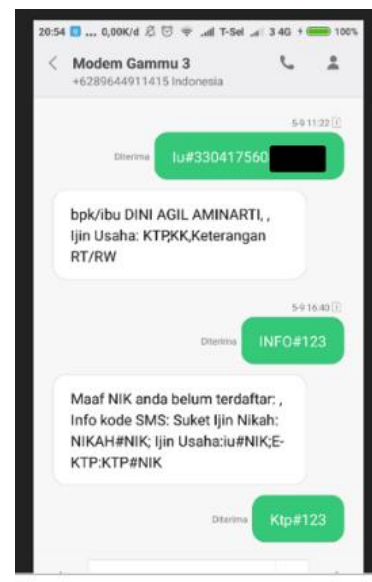 20:54 ... 0,00K/d T-Sel 3 4G 100%
Modem Gammu 3
+6289644911415 Indonesia
5-9 11:22
Diterima Iu#330417560
bpk/ibu DINI AGIL AMINARTI, ,
Ijin Usaha: KTP,KK,Keterangan
RT/RW
5-9 16:40
Diterima INFO#123
Maaf NIK anda belum terdaftar: ,
Info kode SMS: Suket Ijin Nikah:
NIKAH#NIK; Ijin Usaha:iu#NIK;E-
KTP:KTP#NIK
Diterima Ktp#123